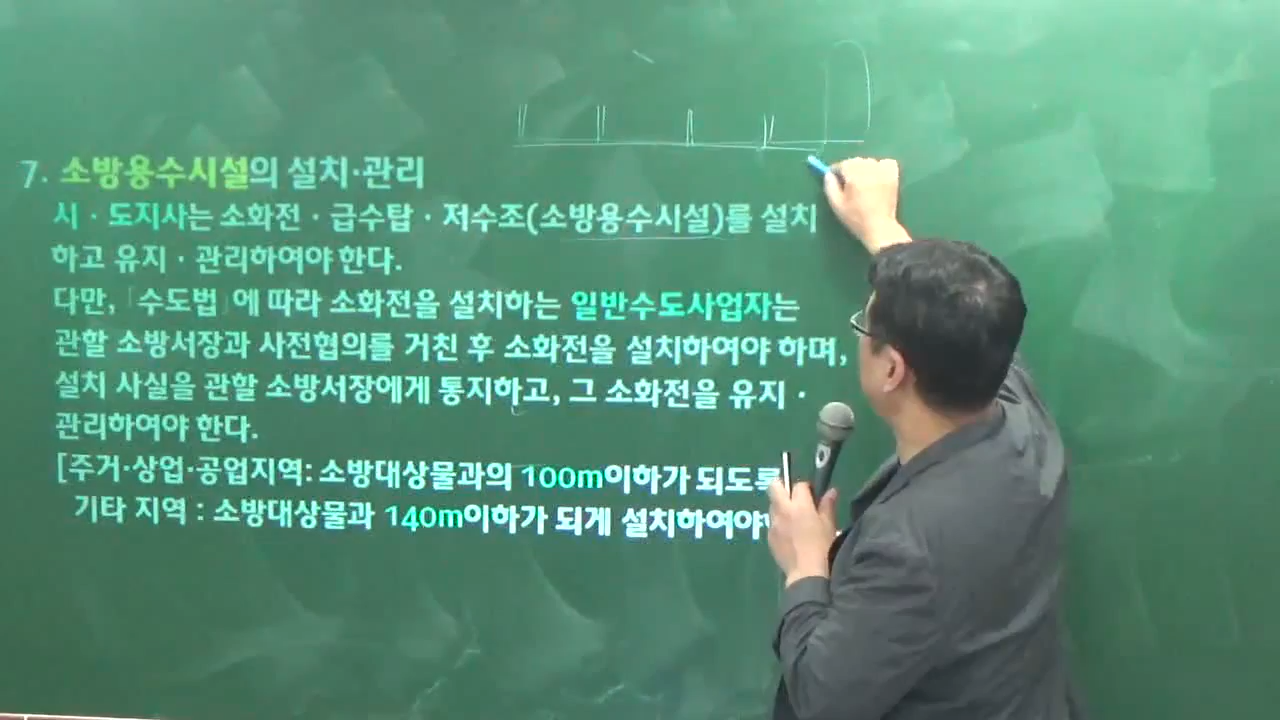 7. 소방용수시설의 설치·관리
시·도지사는 소화전·급수탑·저수조(소방용수시설)를 설치
하고 유지·관리하여야 한다.
다만, 「수도법」에 따라 소화전을 설치하는 일반수도사업자는
관할 소방서장과 사전협의를 거친 후 소화전을 설치하여야 하며,
설치 사실을 관할 소방서장에게 통지하고, 그 소화전을 유지·
관리하여야 한다.
[주거·상업·공업지역: 소방대상물과의 100m이하가 되도록
기타 지역 : 소방대상물과 140m이하가 되게 설치하여야